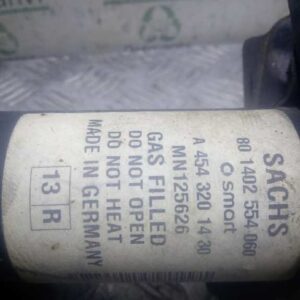 SACHS
80 1402 554 060
smart
A 454 320 14 30
MN125626
GAS FILLED
DO NOT OPEN
DO NOT HEAT
MADE IN GERMANY
13 R